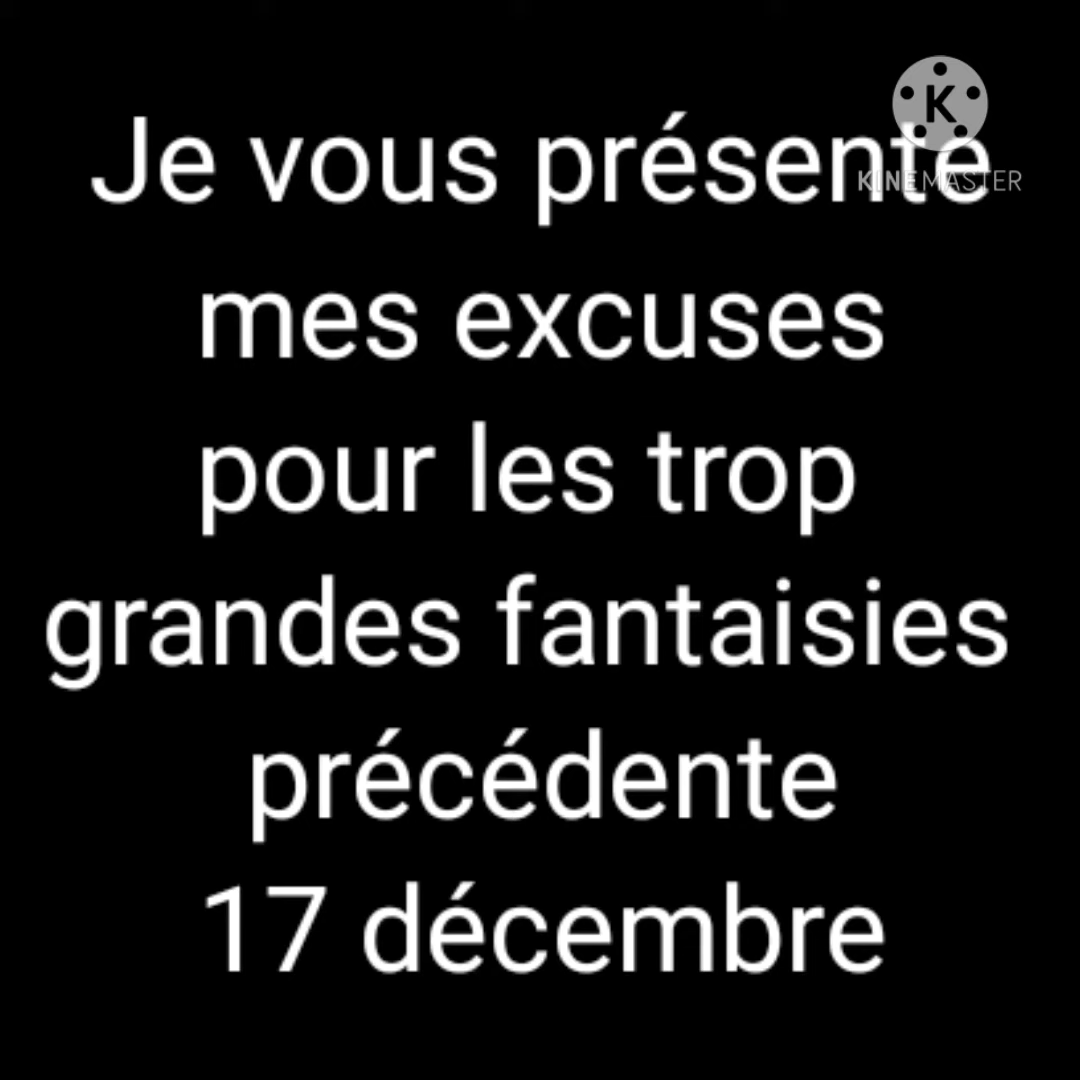 K
KINEMASTER
Je vous présente
mes excuses
pour les trop
grandes fantaisies
précédente
17 décembre